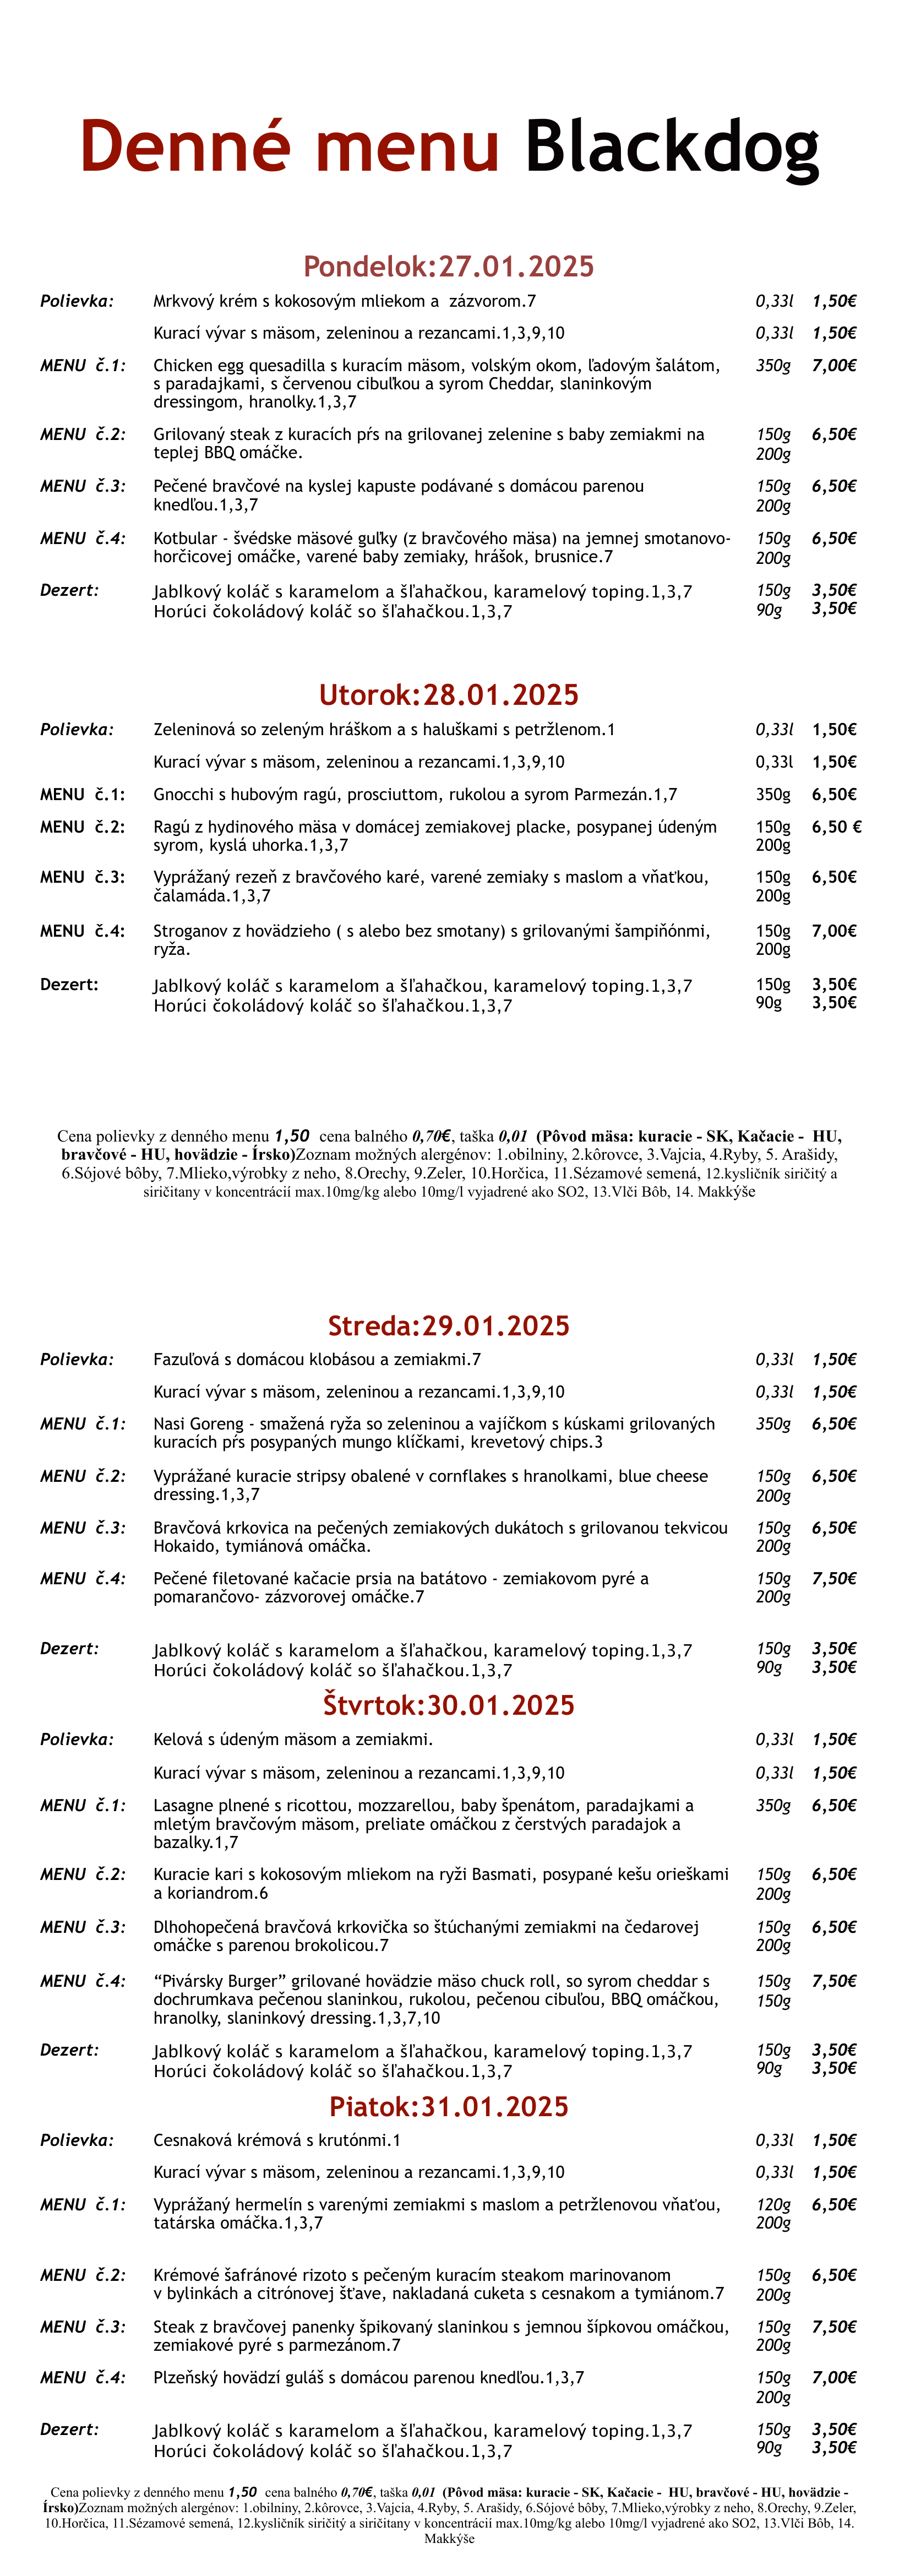 Denné menu Blackdog
Pondelok:27.01.2025
Polievka: Mrkvový krém s kokosovým mliekom a  zázvorom.7 0,33l 1,50€
Kurací vývar s mäsom, zeleninou a rezancami.1,3,9,10 0,33l 1,50€
MENU č.1: Chicken egg quesadilla s kuracím mäsom, volským okom, ľadovým šalátom, 350g 7,00€
s paradajkami, s červenou cibuľkou a syrom Cheddar, slaninkovým
dressingom, hranolky.1,3,7
MENU č.2: Grilovaný steak z kuracích pŕs na grilovanej zelenine s baby zemiakmi na 150g 6,50€
teplej BBQ omáčke. 200g
MENU č.3: Pečené bravčové na kyslej kapuste podávané s domácou parenou 150g 6,50€
knedľou.1,3,7 200g
MENU č.4: Kotbular - švédske mäsové guľky (z bravčového mäsa) na jemnej smotanovo- 150g 6,50€
horčicovej omáčke, varené baby zemiaky, hrášok, brusnice.7 200g
Dezert: Jablkový koláč s karamelom a šľahačkou, karamelový toping.1,3,7 150g 3,50€
Horúci čokoládový koláč so šľahačkou.1,3,7 90g 3,50€
Utorok:28.01.2025
Polievka: Zeleninová so zeleným hráškom a s haluškami s petržlenom.1 0,33l 1,50€
Kurací vývar s mäsom, zeleninou a rezancami.1,3,9,10 0,33l 1,50€
MENU č.1: Gnocchi s hubovým ragú, prosciuttom, rukolou a syrom Parmezán.1,7 350g 6,50€
MENU č.2: Ragú z hydinového mäsa v domácej zemiakovej placke, posypanej údeným 150g 6,50 €
syrom, kyslá uhorka.1,3,7 200g
MENU č.3: Vyprážaný rezeň z bravčového karé, varené zemiaky s maslom a vňaťkou, 150g 6,50€
čalamáda.1,3,7 200g
MENU č.4: Stroganov z hovädzieho ( s alebo bez smotany) s grilovanými šampiňónmi, 150g 7,00€
ryža. 200g
Dezert: Jablkový koláč s karamelom a šľahačkou, karamelový toping.1,3,7 150g 3,50€
Horúci čokoládový koláč so šľahačkou.1,3,7 90g 3,50€
Cena polievky z denného menu 1,50  cena balného 0,70€, taška 0,01  (Pôvod mäsa: kuracie - SK, Kačacie -  HU,
bravčové - HU, hovädzie - Írsko)Zoznam možných alergénov: 1.obilniny, 2.kôrovce, 3.Vajcia, 4.Ryby, 5. Arašidy,
6.Sójové bôby, 7.Mlieko,výrobky z neho, 8.Orechy, 9.Zeler, 10.Horčica, 11.Sézamové semená, 12.kysličník siričitý a
siričitany v koncentrácií max.10mg/kg alebo 10mg/l vyjadrené ako SO2, 13.Vlči Bôb, 14. Makkýše
Streda:29.01.2025
Polievka: Fazuľová s domácou klobásou a zemiakmi.7 0,33l 1,50€
Kurací vývar s mäsom, zeleninou a rezancami.1,3,9,10 0,33l 1,50€
MENU č.1: Nasi Goreng - smažená ryža so zeleninou a vajíčkom s kúskami grilovaných 350g 6,50€
kuracích pŕs posypaných mungo klíčkami, krevetový chips.3
MENU č.2: Vyprážané kuracie stripsy obalené v cornflakes s hranolkami, blue cheese 150g 6,50€
dressing.1,3,7 200g
MENU č.3: Bravčová krkovica na pečených zemiakových dukátoch s grilovanou tekvicou 150g 6,50€
Hokaido, tymiánová omáčka. 200g
MENU č.4: Pečené filetované kačacie prsia na batátovo - zemiakovom pyré a 150g 7,50€
pomarančovo- zázvorovej omáčke.7 200g
Dezert: Jablkový koláč s karamelom a šľahačkou, karamelový toping.1,3,7 150g 3,50€
Horúci čokoládový koláč so šľahačkou.1,3,7 90g 3,50€
Štvrtok:30.01.2025
Polievka: Kelová s údeným mäsom a zemiakmi. 0,33l 1,50€
Kurací vývar s mäsom, zeleninou a rezancami.1,3,9,10 0,33l 1,50€
MENU č.1: Lasagne plnené s ricottou, mozzarellou, baby špenátom, paradajkami a 350g 6,50€
mletým bravčovým mäsom, preliate omáčkou z čerstvých paradajok a
bazalky.1,7
MENU č.2: Kuracie kari s kokosovým mliekom na ryži Basmati, posypané kešu orieškami 150g 6,50€
a koriandrom.6 200g
MENU č.3: Dlhohopečená bravčová krkovička so štúchanými zemiakmi na čedarovej 150g 6,50€
omáčke s parenou brokolicou.7 200g
MENU č.4: “Pivársky Burger” grilované hovädzie mäso chuck roll, so syrom cheddar s 150g 7,50€
dochrumkava pečenou slaninkou, rukolou, pečenou cibuľou, BBQ omáčkou, 150g
hranolky, slaninkový dressing.1,3,7,10
Dezert: Jablkový koláč s karamelom a šľahačkou, karamelový toping.1,3,7 150g 3,50€
Horúci čokoládový koláč so šľahačkou.1,3,7 90g 3,50€
Piatok:31.01.2025
Polievka: Cesnaková krémová s krutónmi.1 0,33l 1,50€
Kurací vývar s mäsom, zeleninou a rezancami.1,3,9,10 0,33l 1,50€
MENU č.1: Vyprážaný hermelín s varenými zemiakmi s maslom a petržlenovou vňaťou, 120g 6,50€
tatárska omáčka.1,3,7 200g
MENU č.2: Krémové šafránové rizoto s pečeným kuracím steakom marinovanom 150g 6,50€
v bylinkách a citrónovej šťave, nakladaná cuketa s cesnakom a tymiánom.7 200g
MENU č.3: Steak z bravčovej panenky špikovaný slaninkou s jemnou šípkovou omáčkou, 150g 7,50€
zemiakové pyré s parmezánom.7 200g
MENU č.4: Plzeňský hovädzí guláš s domácou parenou knedľou.1,3,7 150g 7,00€
200g
Dezert: Jablkový koláč s karamelom a šľahačkou, karamelový toping.1,3,7 150g 3,50€
Horúci čokoládový koláč so šľahačkou.1,3,7 90g 3,50€
Cena polievky z denného menu 1,50  cena balného 0,70€, taška 0,01  (Pôvod mäsa: kuracie - SK, Kačacie -  HU, bravčové - HU, hovädzie -
Írsko)Zoznam možných alergénov: 1.obilniny, 2.kôrovce, 3.Vajcia, 4.Ryby, 5. Arašidy, 6.Sójové bôby, 7.Mlieko,výrobky z neho, 8.Orechy, 9.Zeler,
10.Horčica, 11.Sézamové semená, 12.kysličník siričitý a siričitany v koncentrácií max.10mg/kg alebo 10mg/l vyjadrené ako SO2, 13.Vlči Bôb, 14.
Makkýše